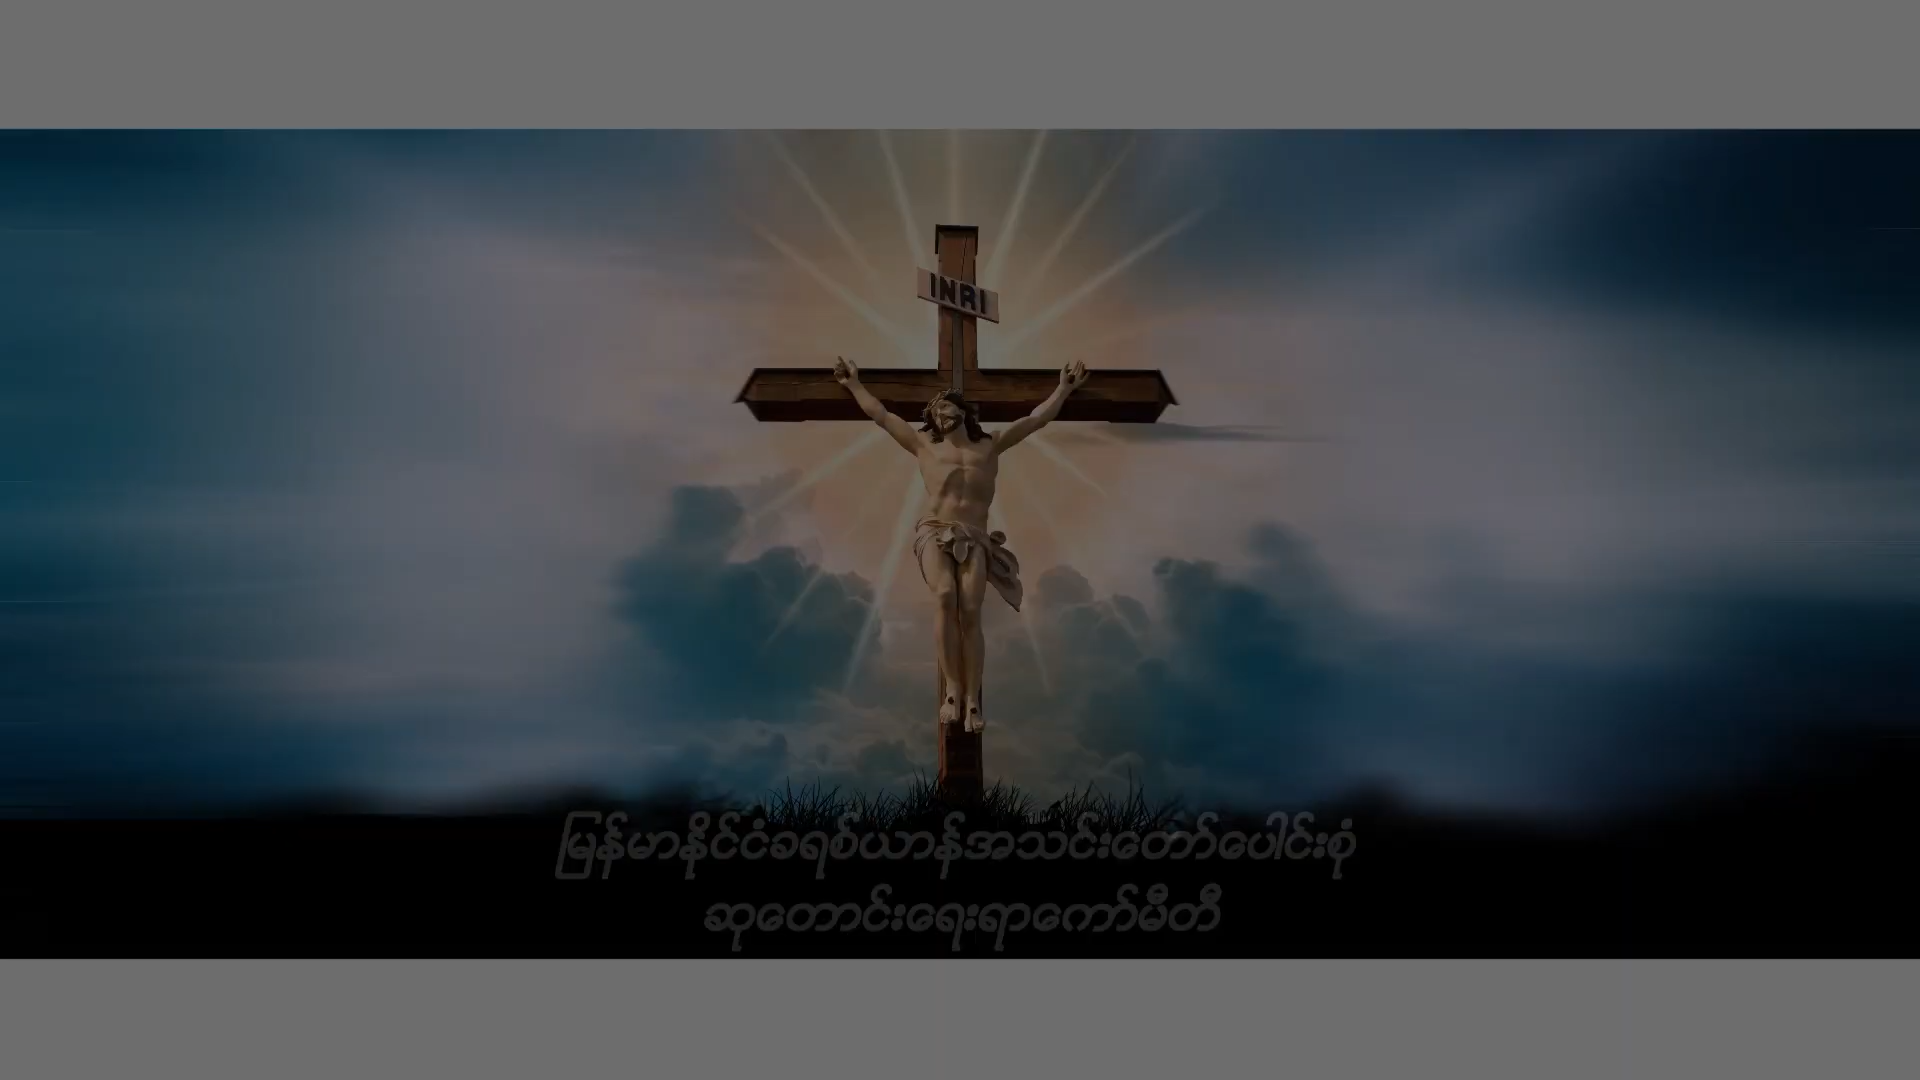 INRI
မြန်မာနိုင်ငံခရစ်ယာန်အသင်းတော်ပေါင်းစုံ
ဆုတောင်းရေးရာကော်မီတီ